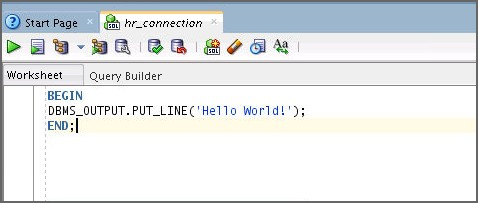 Start Page
hr_connection
Worksheet
Query Builder
BEGIN
DBMS_OUTPUT.PUT_LINE('Hello World!');
END;